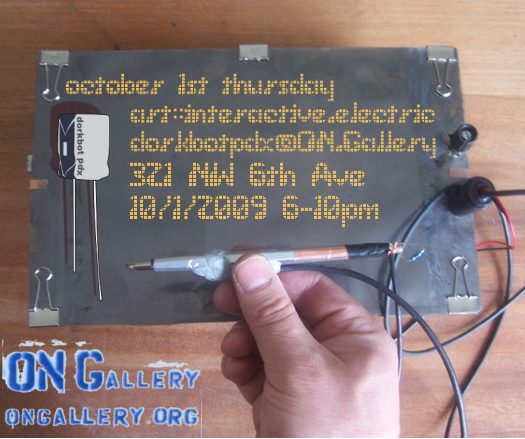 october 1st thursday
art::interactive.electric
dorkbotpdx@ON.Gallery
321 NW 6th Ave
10/1/2009 6-10pm
dorkbot pdx
ON Gallery
ONGALLERY.ORG